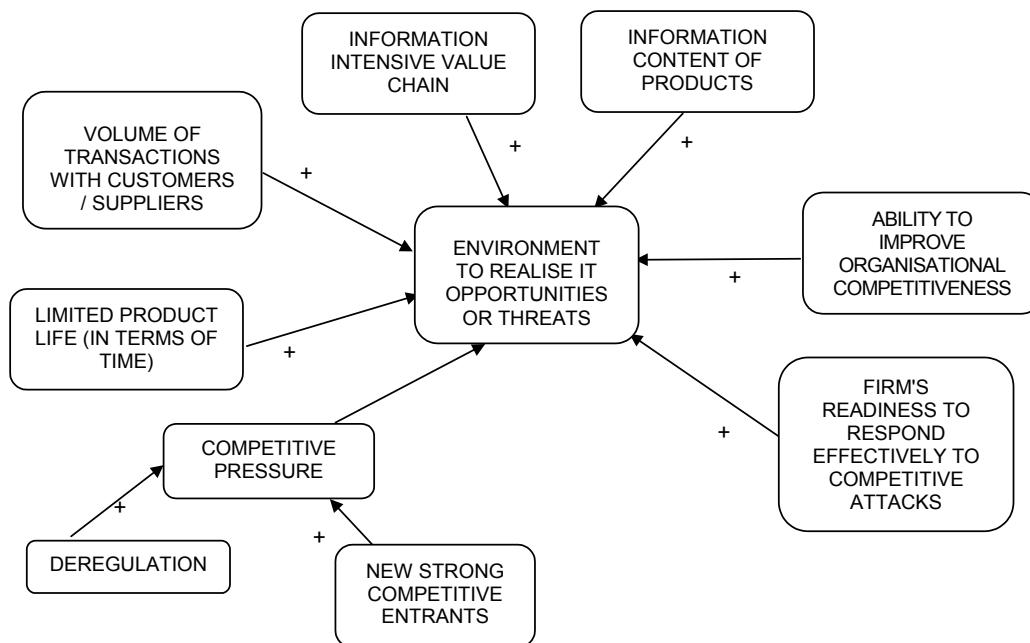 INFORMATION
INTENSIVE VALUE
CHAIN
INFORMATION
CONTENT OF
PRODUCTS
VOLUME OF
TRANSACTIONS
WITH CUSTOMERS
/ SUPPLIERS
+
+
+
ENVIRONMENT
TO REALISE IT
OPPORTUNITIES
OR THREATS
ABILITY TO
IMPROVE
ORGANISATIONAL
COMPETITIVENESS
+
LIMITED PRODUCT
LIFE (IN TERMS OF
TIME)
+
FIRM'S
READINESS TO
RESPOND
EFFECTIVELY TO
COMPETITIVE
ATTACKS
+
COMPETITIVE
PRESSURE
+
+
DEREGULATION
NEW STRONG
COMPETITIVE
ENTRANTS